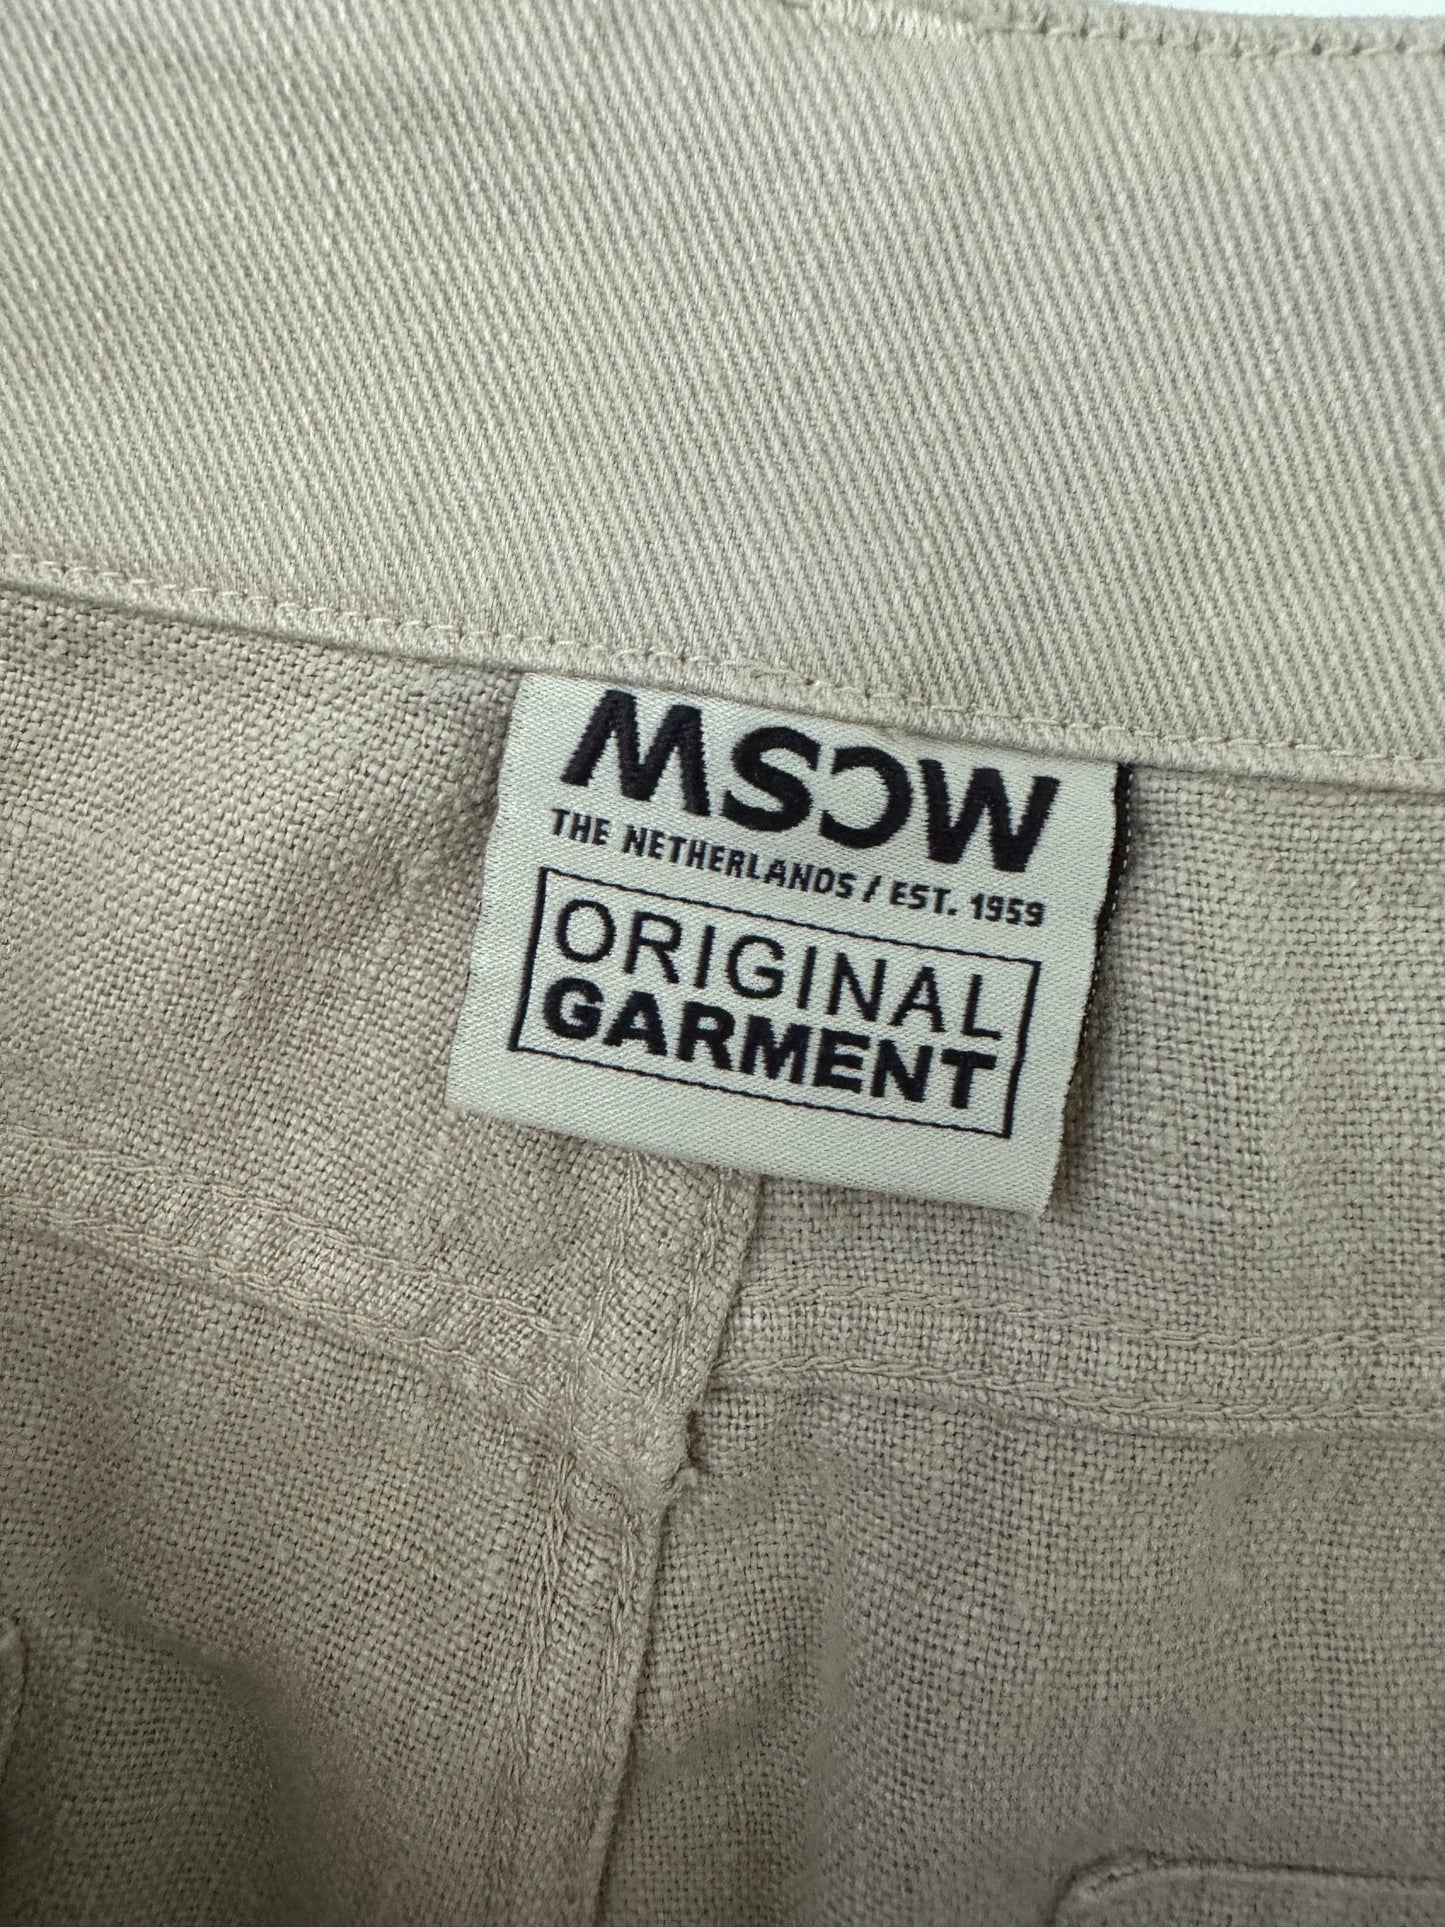 MSCW
THE NETHERLANDS / EST. 1959
ORIGINAL
GARMENT